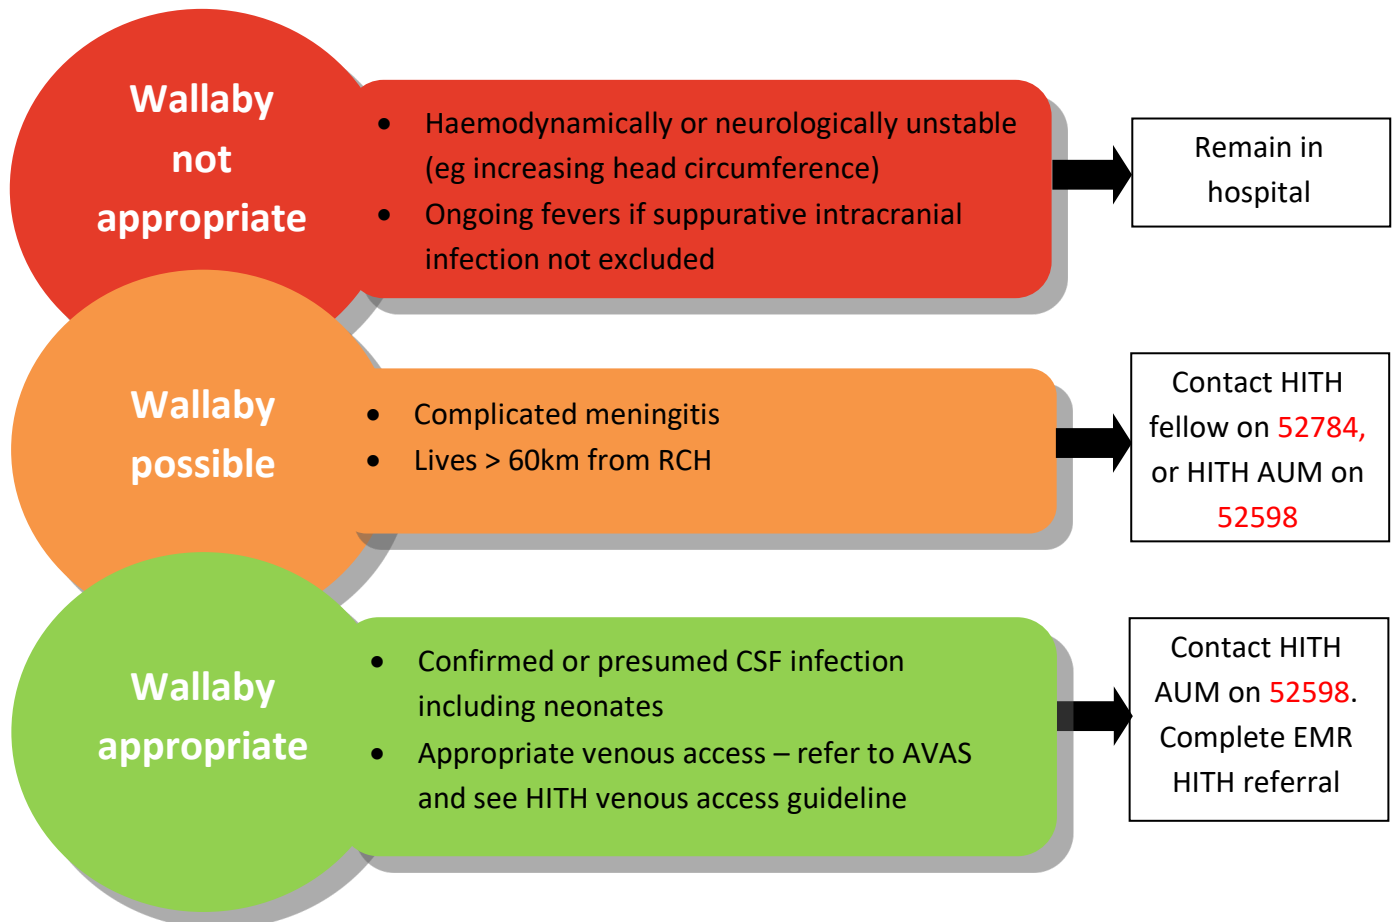 Wallaby
not
appropriate
• Haemodynamically or neurologically unstable
(eg increasing head circumference)
• Ongoing fevers if suppurative intracranial
infection not excluded
Remain in
hospital
Wallaby
possible
• Complicated meningitis
• Lives > 60km from RCH
Contact HITH
fellow on 52784,
or HITH AUM on
52598
Wallaby
appropriate
• Confirmed or presumed CSF infection
including neonates
• Appropriate venous access – refer to AVAS
and see HITH venous access guideline
Contact HITH
AUM on 52598.
Complete EMR
HITH referral